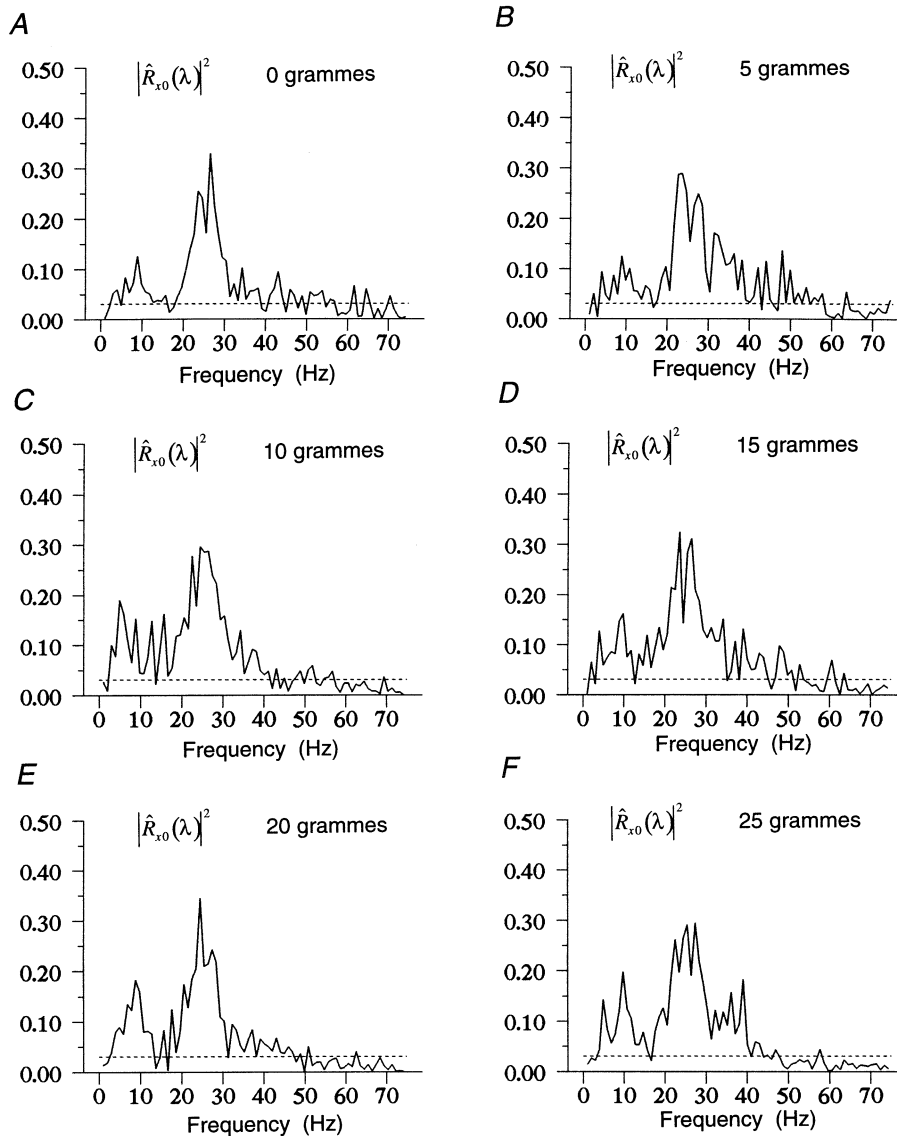 A
|R̂x0(λ)|² 0 grammes
0.50
0.40
0.30
0.20
0.10
0.00
0 10 20 30 40 50 60 70
Frequency (Hz)
B
|R̂x0(λ)|² 5 grammes
0.50
0.40
0.30
0.20
0.10
0.00
0 10 20 30 40 50 60 70
Frequency (Hz)
C
|R̂x0(λ)|² 10 grammes
0.50
0.40
0.30
0.20
0.10
0.00
0 10 20 30 40 50 60 70
Frequency (Hz)
D
|R̂x0(λ)|² 15 grammes
0.50
0.40
0.30
0.20
0.10
0.00
0 10 20 30 40 50 60 70
Frequency (Hz)
E
|R̂x0(λ)|² 20 grammes
0.50
0.40
0.30
0.20
0.10
0.00
0 10 20 30 40 50 60 70
Frequency (Hz)
F
|R̂x0(λ)|² 25 grammes
0.50
0.40
0.30
0.20
0.10
0.00
0 10 20 30 40 50 60 70
Frequency (Hz)